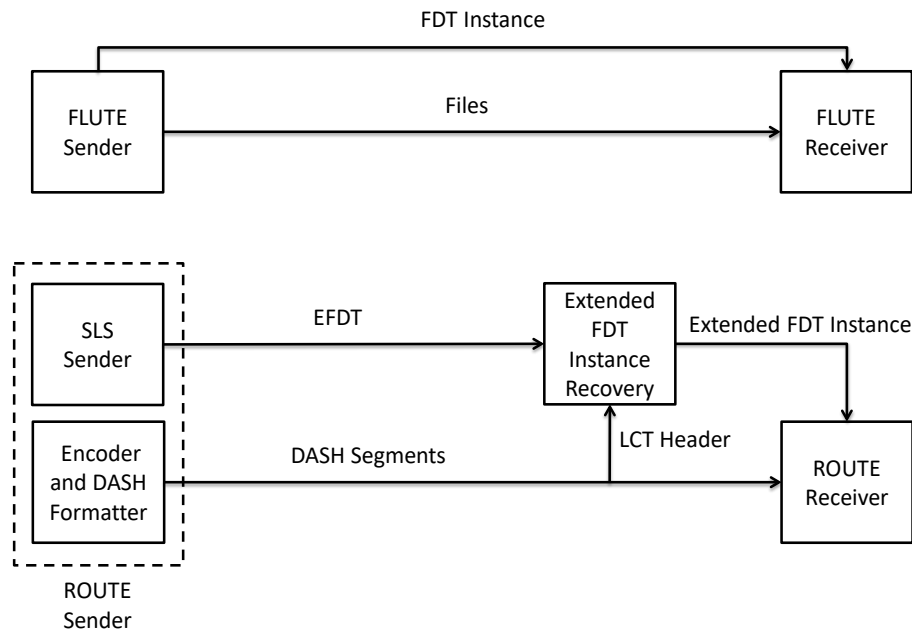 FDT Instance
FLUTE
Sender
Files
FLUTE
Receiver
SLS
Sender
EFDT
Extended
FDT
Instance
Recovery
Extended FDT Instance
Encoder
and DASH
Formatter
DASH Segments
LCT Header
ROUTE
Receiver
ROUTE
Sender